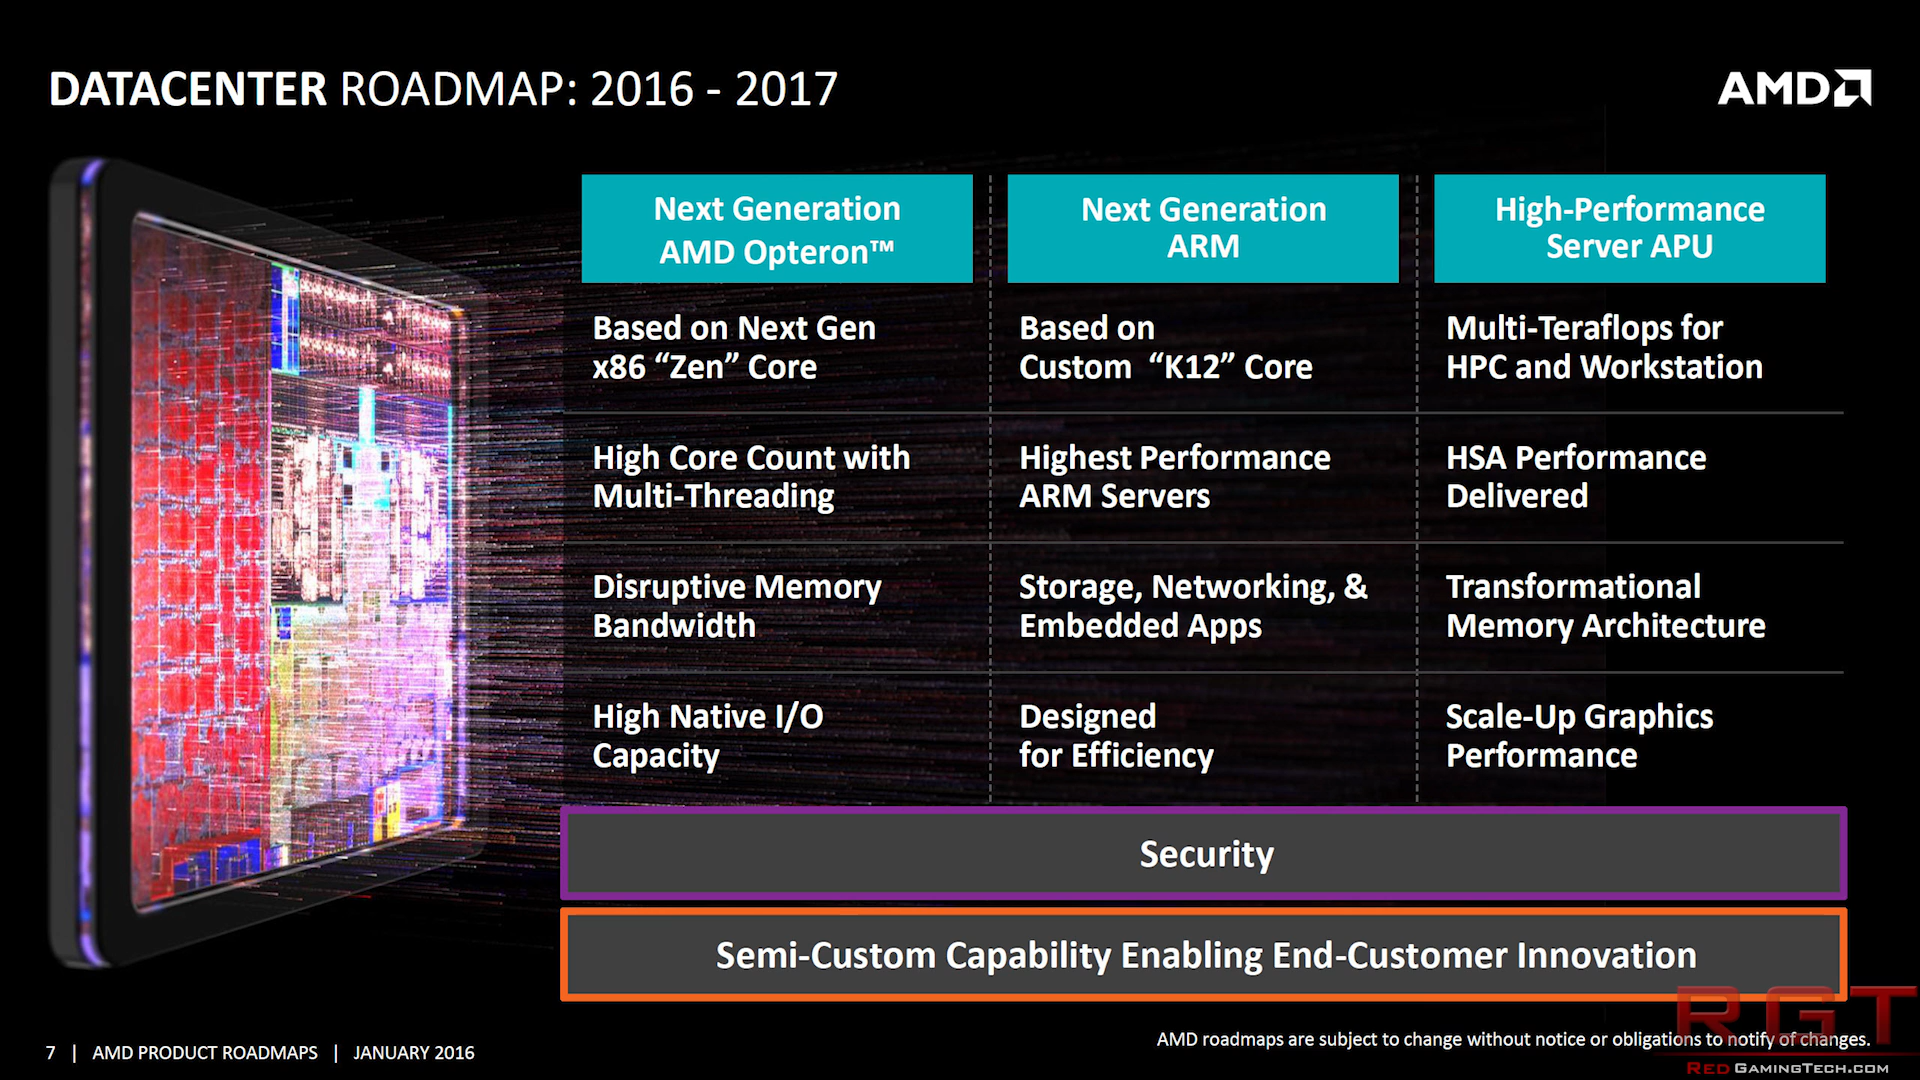 DATACENTER ROADMAP: 2016 - 2017
AMD
Next Generation
AMD Opteron™
Next Generation
ARM
High-Performance
Server APU
Based on Next Gen
x86 “Zen” Core
Based on
Custom “K12” Core
Multi-Teraflops for
HPC and Workstation
High Core Count with
Multi-Threading
Highest Performance
ARM Servers
HSA Performance
Delivered
Disruptive Memory
Bandwidth
Storage, Networking, &
Embedded Apps
Transformational
Memory Architecture
High Native I/O
Capacity
Designed
for Efficiency
Scale-Up Graphics
Performance
Security
Semi-Custom Capability Enabling End-Customer Innovation
7 | AMD PRODUCT ROADMAPS | JANUARY 2016
AMD roadmaps are subject to change without notice or obligations to notify of changes.
RGT
REDGAMINGTECH.COM